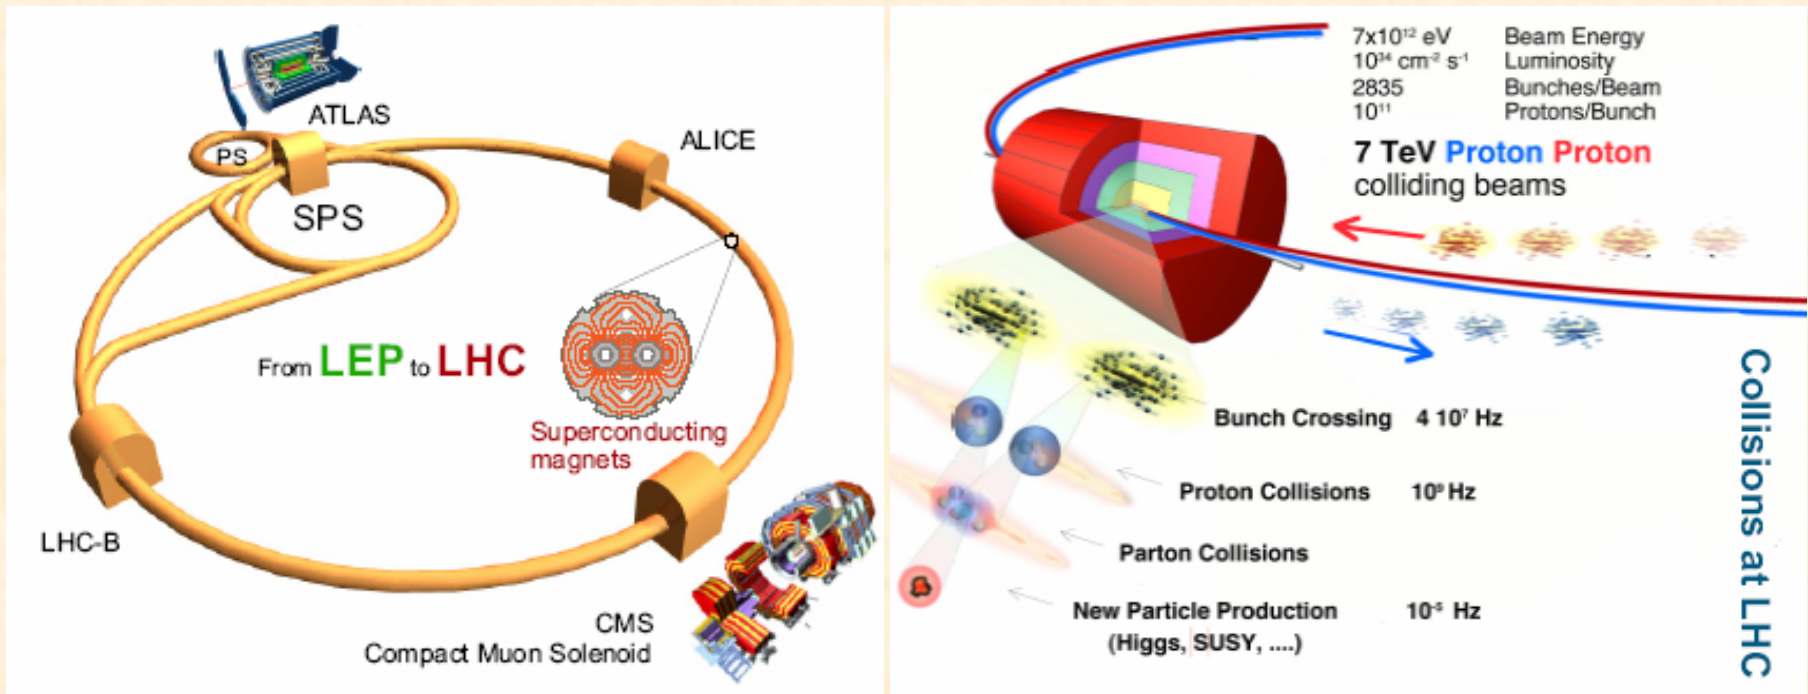 ATLAS
PS
ALICE
SPS
From LEP to LHC
Superconducting
magnets
LHC-B
CMS
Compact Muon Solenoid
7x10¹² eV Beam Energy
10³⁴ cm⁻² s⁻¹ Luminosity
2835 Bunches/Beam
10¹¹ Protons/Bunch
7 TeV Proton Proton
colliding beams
Bunch Crossing 4 10⁷ Hz
Proton Collisions 10⁹ Hz
Parton Collisions
New Particle Production 10⁻⁵ Hz
(Higgs, SUSY, ....)
Collisions at LHC